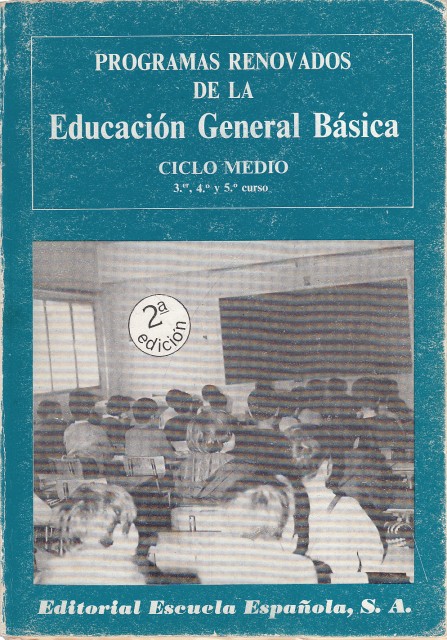 PROGRAMAS RENOVADOS
DE LA
Educación General Básica
CICLO MEDIO
3.er, 4.º y 5.º curso
2ª
edición
Editorial Escuela Española, S. A.